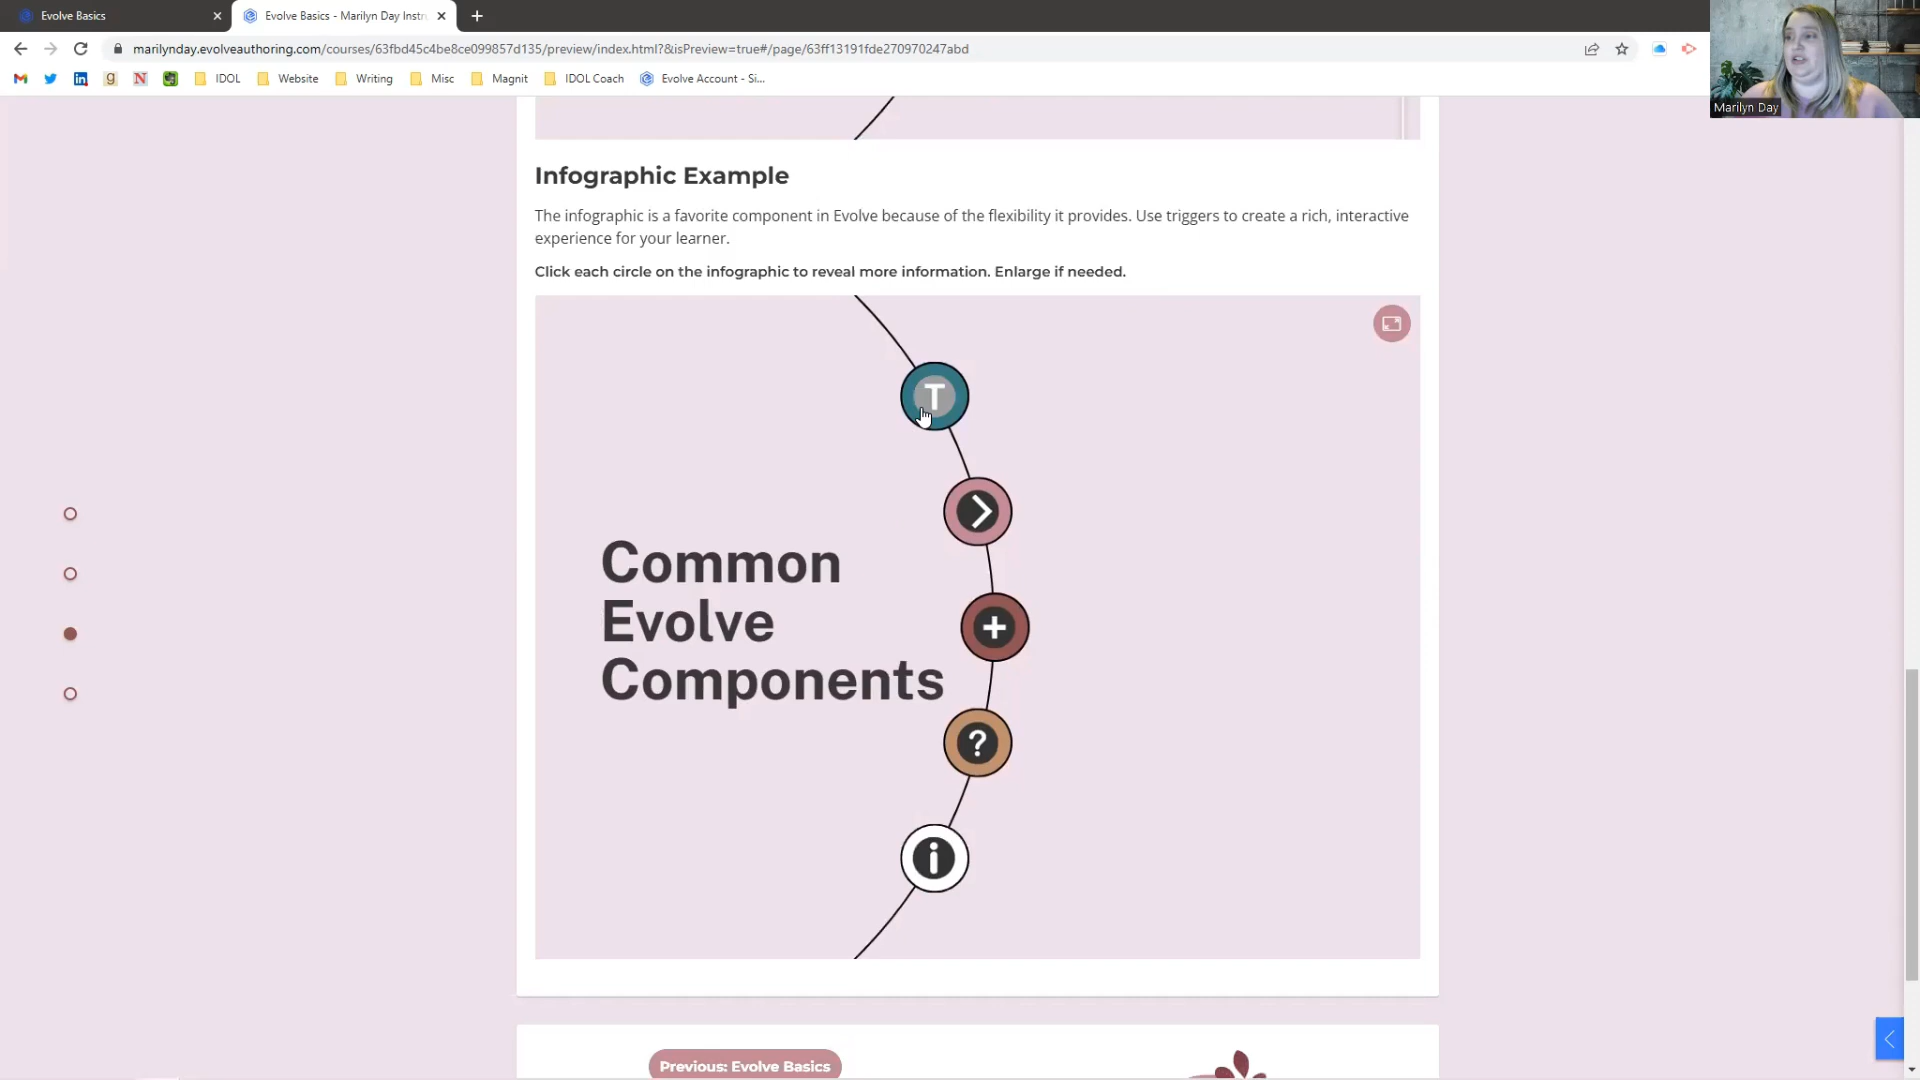 Evolve Basics
Evolve Basics - Marilyn Day Instr
marilynday.evolveauthoring.com/courses/63fbd45c4be8ce099857d135/preview/index.html?&isPreview=true#/page/63ff13191fde270970247abd
IDOL
Website
Writing
Misc
Magnit
IDOL Coach
Evolve Account - Si...
Marilyn Day
Infographic Example
The infographic is a favorite component in Evolve because of the flexibility it provides. Use triggers to create a rich, interactive
experience for your learner.
Click each circle on the infographic to reveal more information. Enlarge if needed.
T
Common
Evolve
Components
?
i
Previous: Evolve Basics